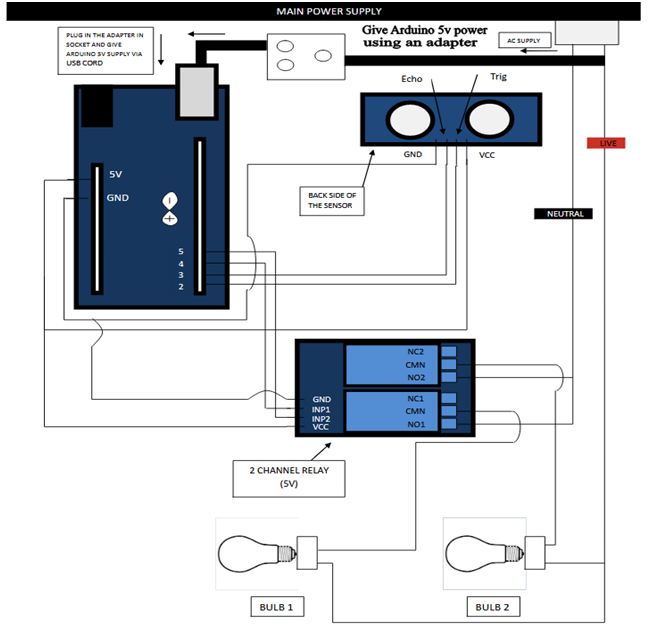 MAIN POWER SUPPLY
PLUG IN THE ADAPTER IN
SOCKET AND GIVE
ARDUINO 5V SUPPLY VIA
USB CORD
Give Arduino 5v power
using an adapter
AC SUPPLY
Echo
Trig
LIVE
GND
VCC
5V
GND
BACK SIDE OF
THE SENSOR
NEUTRAL
5
4
3
2
NC2
CMN
NO2
NC1
CMN
NO1
GND
INP1
INP2
VCC
2 CHANNEL RELAY
(5V)
BULB 1
BULB 2